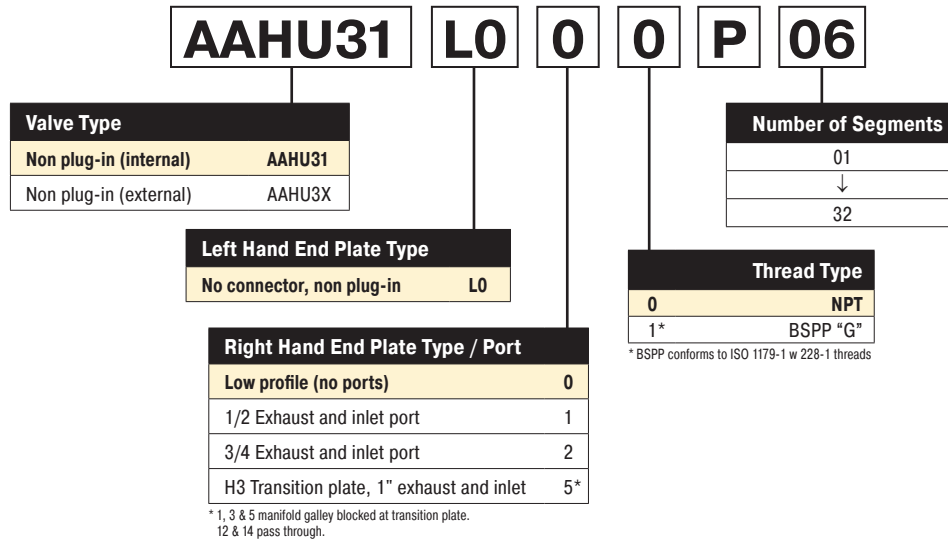 AAHU31 L0 0 0 P 06
Valve Type
Non plug-in (internal) AAHU31
Non plug-in (external) AAHU3X
Number of Segments
01
↓
32
Left Hand End Plate Type
No connector, non plug-in L0
Thread Type
0 NPT
1* BSPP “G”
* BSPP conforms to ISO 1179-1 w 228-1 threads
Right Hand End Plate Type / Port
Low profile (no ports) 0
1/2 Exhaust and inlet port 1
3/4 Exhaust and inlet port 2
H3 Transition plate, 1” exhaust and inlet 5*
* 1, 3 & 5 manifold galley blocked at transition plate.
12 & 14 pass through.